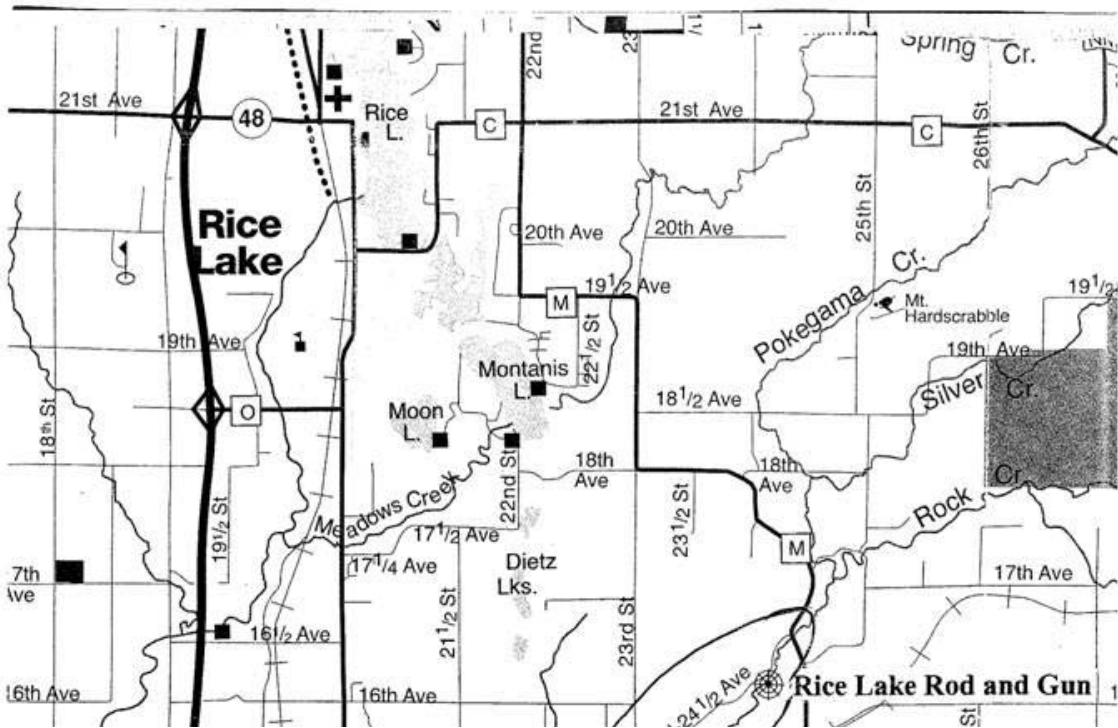 22nd
23
Spring Cr.
21st Ave
48
Rice
L.
C
21st Ave
C
26th St
25th St
Rice
Lake
20th Ave
20th Ave
Pokegama Cr.
M
19 1/2 Ave
Mt.
Hardscrabble
19 1/2
19th Ave
22 1/2 St
19th Ave
Montanis
L.
Silver Cr.
O
Moon
L.
18 1/2 Ave
18th St
18th
Ave
18th
Ave
22nd St
Meadows Creek
Rock Cr.
19 1/2 St
23 1/2 St
17 1/2 Ave
M
17 1/4 Ave
Dietz
Lks.
7th
Ave
17th Ave
21 1/2 St
23rd St
16 1/2 Ave
24 1/2 Ave
Rice Lake Rod and Gun
16th Ave
16th Ave
St